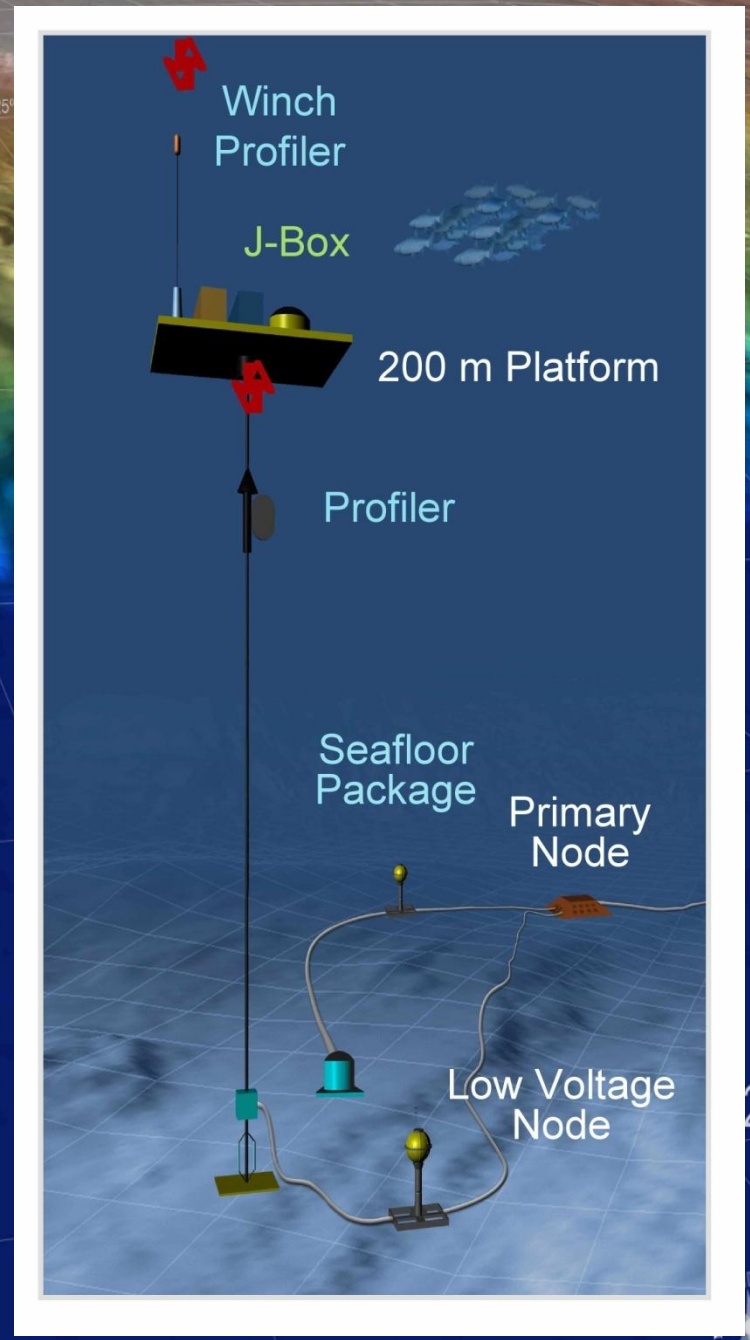 Winch
Profiler
J-Box
200 m Platform
Profiler
Seafloor
Package
Primary
Node
Low Voltage
Node